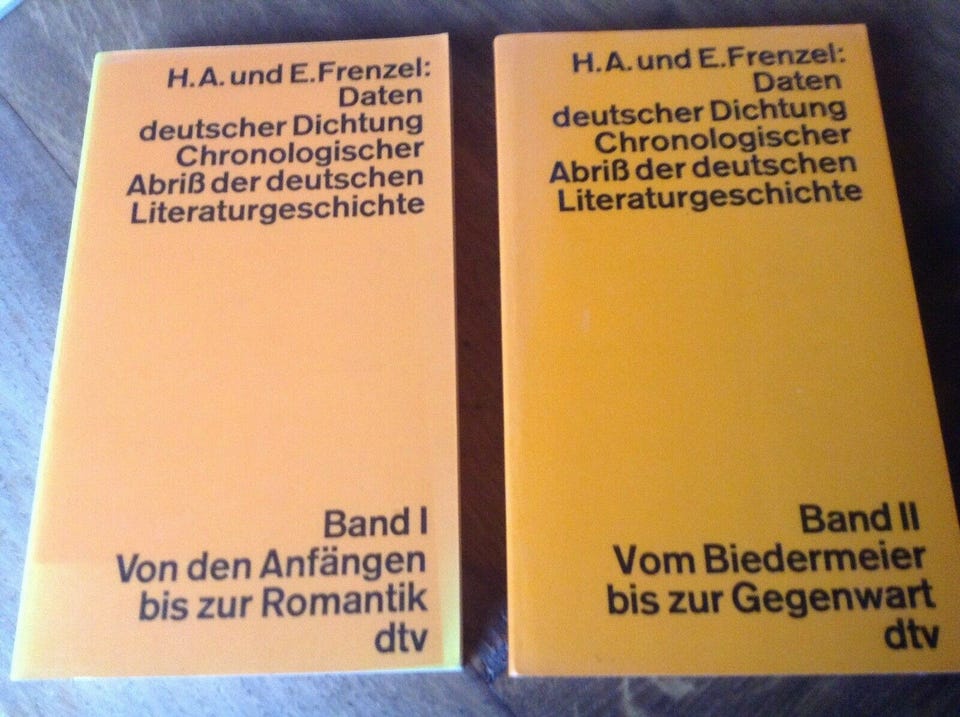 H.A. und E.Frenzel:
Daten
deutscher Dichtung
Chronologischer
Abriß der deutschen
Literaturgeschichte
Band I
Von den Anfängen
bis zur Romantik
dtv
H.A. und E.Frenzel:
Daten
deutscher Dichtung
Chronologischer
Abriß der deutschen
Literaturgeschichte
Band II
Vom Biedermeier
bis zur Gegenwart
dtv